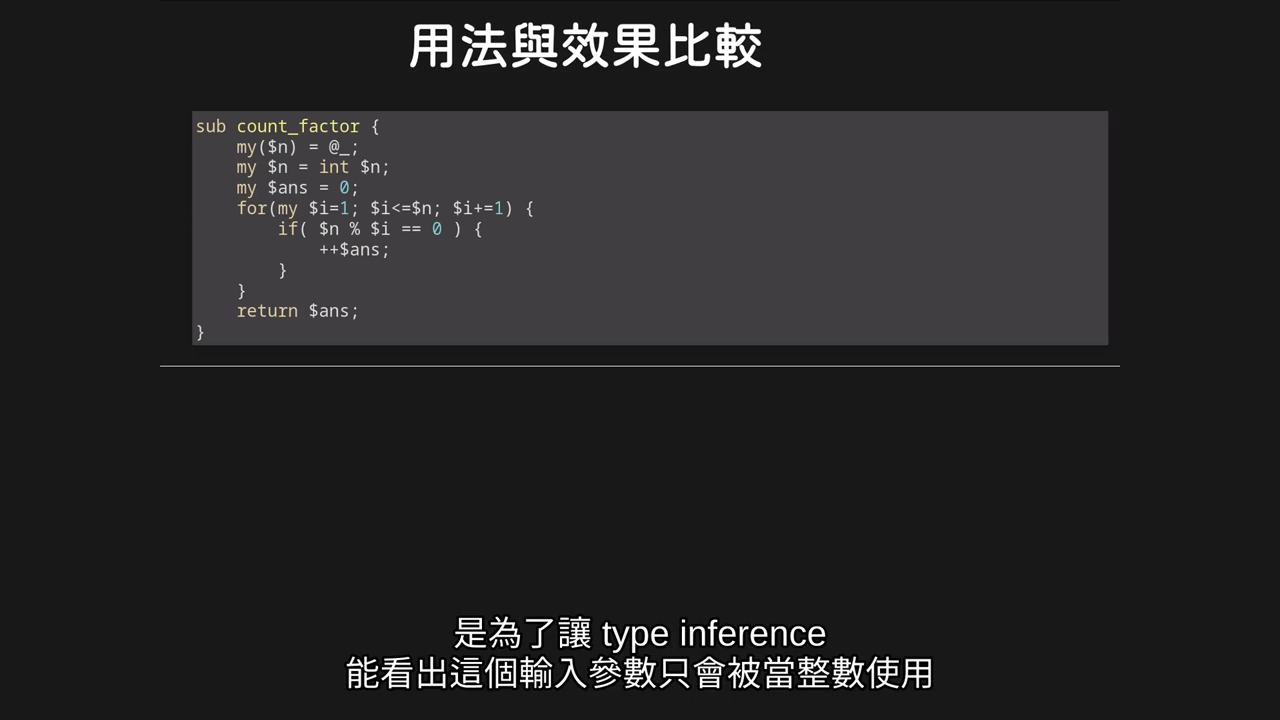 用法與效果比較
sub count_factor {
    my($n) = @_;
    my $n = int $n;
    my $ans = 0;
    for(my $i=1; $i<=$n; $i+=1) {
        if( $n % $i == 0 ) {
            ++$ans;
        }
    }
    return $ans;
}
是為了讓 type inference
能看出這個輸入參數只會被當整數使用